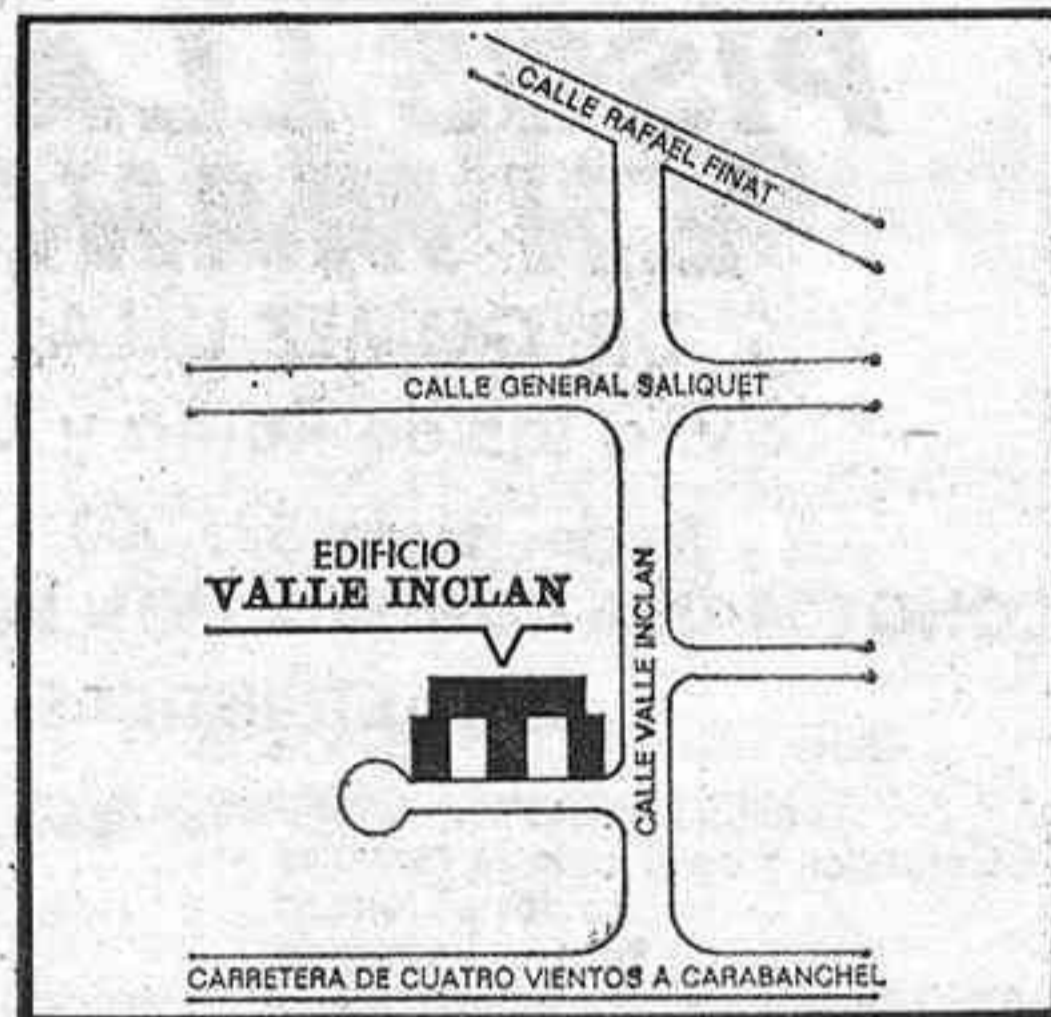 CALLE RAFAEL FINAT
CALLE GENERAL SALIQUET
EDIFICIO
VALLE INCLAN
CALLE VALLE INCLAN
CARRETERA DE CUATRO VIENTOS A CARABANCHEL